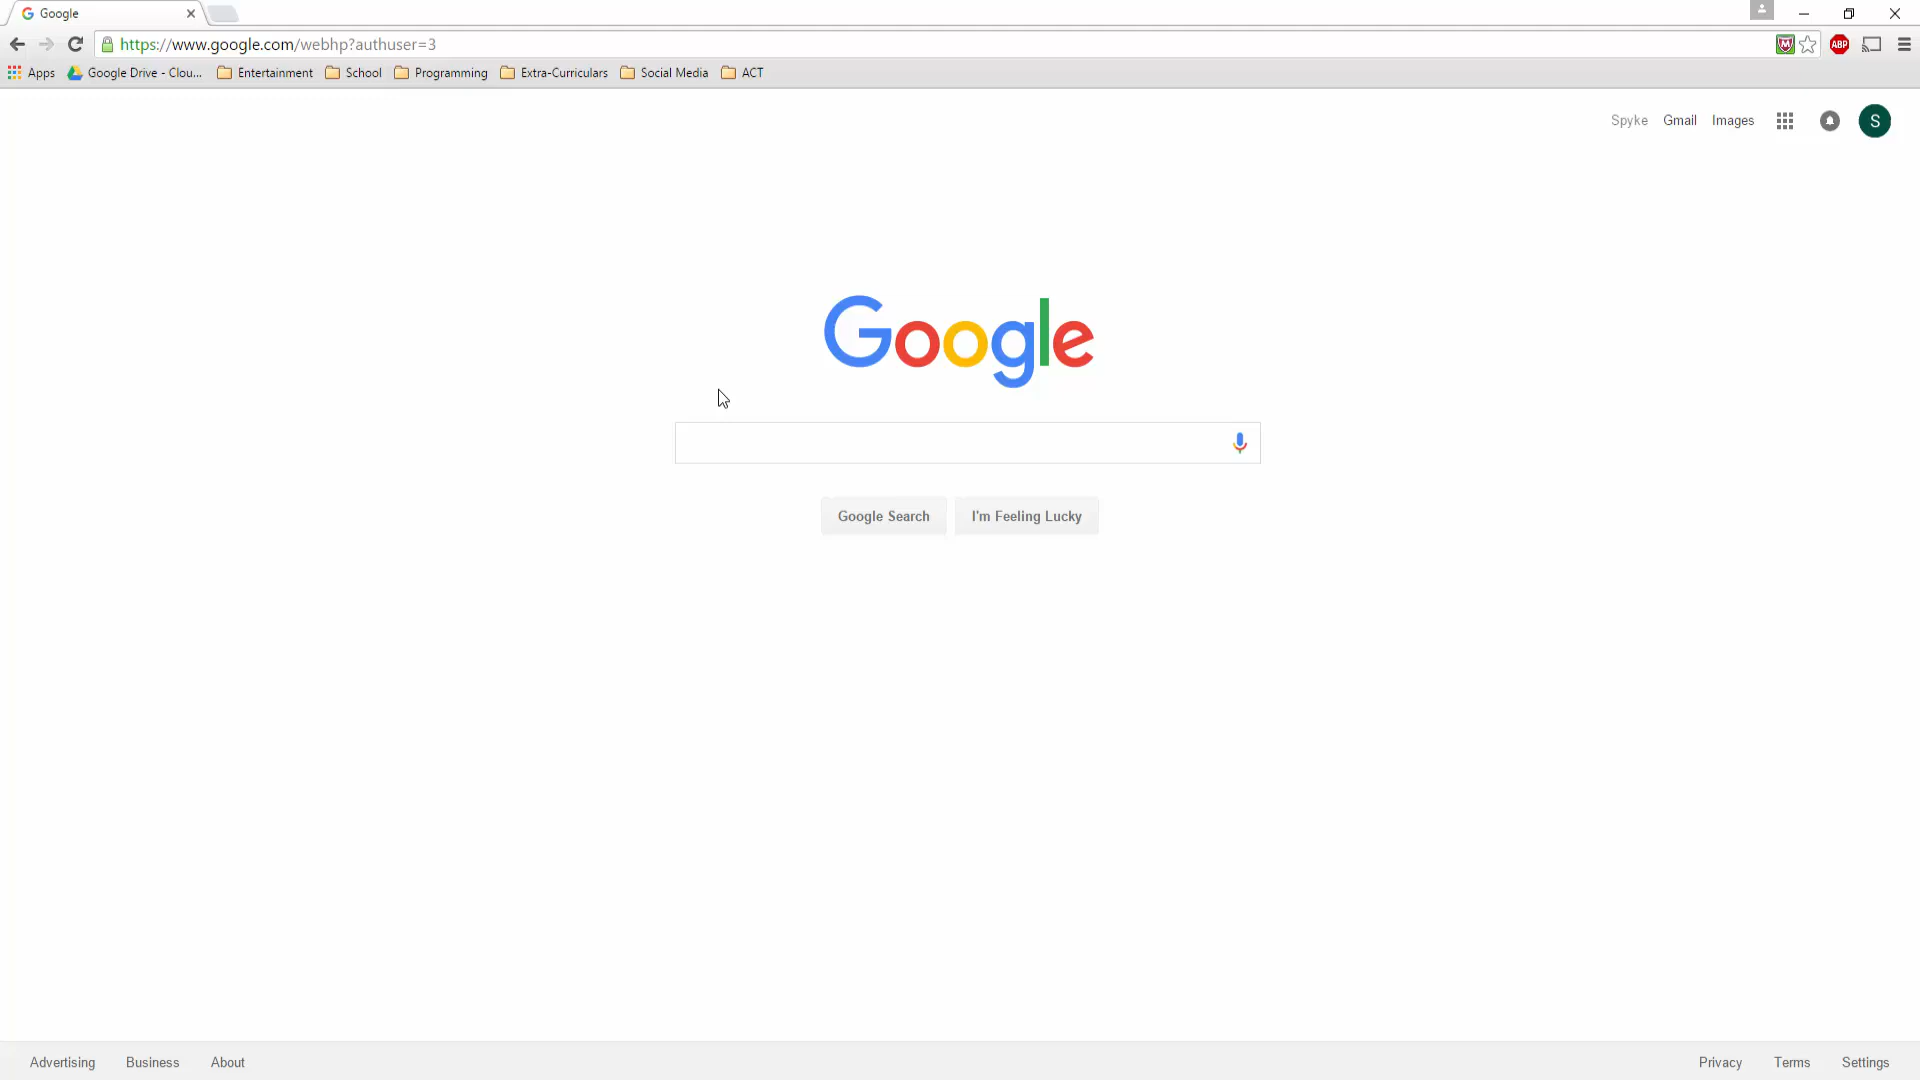 Google
https://www.google.com/webhp?authuser=3
ABP
Apps Google Drive - Clou... Entertainment School Programming Extra-Curriculars Social Media ACT
Spyke Gmail Images S
Google
Google Search I'm Feeling Lucky
Advertising Business About Privacy Terms Settings